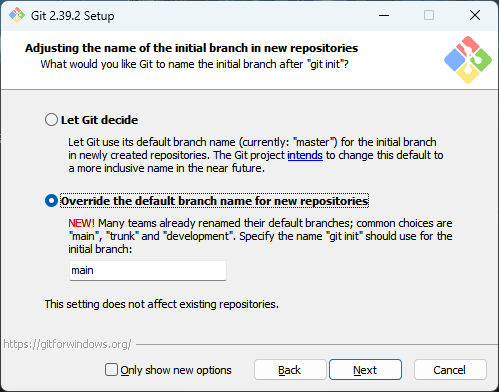 Git 2.39.2 Setup
Adjusting the name of the initial branch in new repositories
What would you like Git to name the initial branch after "git init"?
Let Git decide
Let Git use its default branch name (currently: "master") for the initial branch
in newly created repositories. The Git project intends to change this default to
a more inclusive name in the near future.
Override the default branch name for new repositories
NEW! Many teams already renamed their default branches; common choices are
"main", "trunk" and "development". Specify the name "git init" should use for the
initial branch:
main
This setting does not affect existing repositories.
https://gitforwindows.org/
Only show new options
Back
Next
Cancel